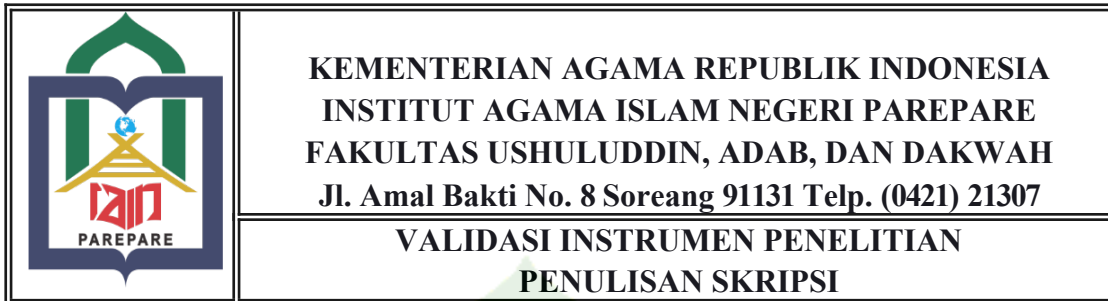 iain
PAREPARE
KEMENTERIAN AGAMA REPUBLIK INDONESIA
INSTITUT AGAMA ISLAM NEGERI PAREPARE
FAKULTAS USHULUDDIN, ADAB, DAN DAKWAH
Jl. Amal Bakti No. 8 Soreang 91131 Telp. (0421) 21307
VALIDASI INSTRUMEN PENELITIAN
PENULISAN SKRIPSI